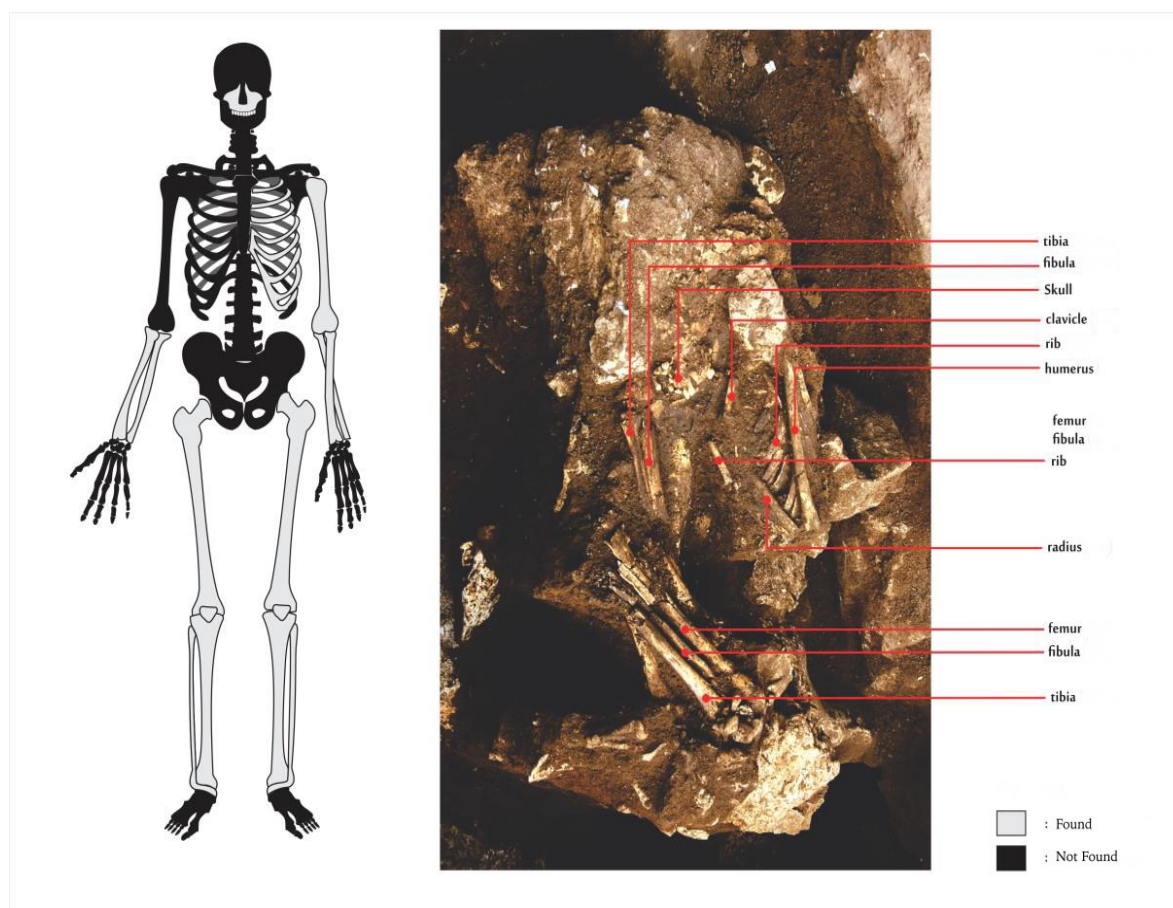 tibia
fibula
Skull
clavicle
rib
humerus
femur
fibula
rib
radius
femur
fibula
tibia
: Found
: Not Found